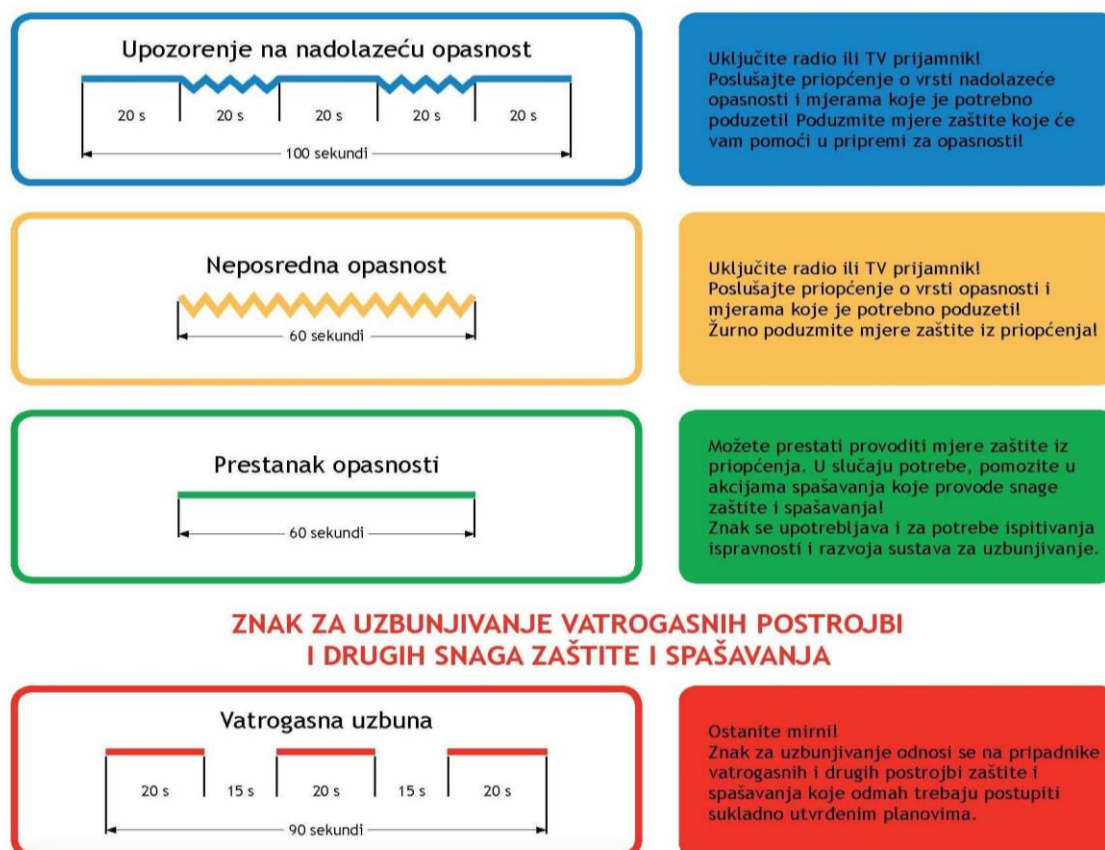 Upozorenje na nadolazeću opasnost
20 s 20 s 20 s 20 s 20 s
100 sekundi
Uključite radio ili TV prijamnik!
Poslušajte priopćenje o vrsti nadolazeće
opasnosti i mjerama koje je potrebno
poduzeti! Poduzmite mjere zaštite koje će
vam pomoći u pripremi za opasnosti!
Neposredna opasnost
60 sekundi
Uključite radio ili TV prijamnik!
Poslušajte priopćenje o vrsti opasnosti i
mjerama koje je potrebno poduzeti!
Žurno poduzmite mjere zaštite iz priopćenja!
Prestanak opasnosti
60 sekundi
Možete prestati provoditi mjere zaštite iz
priopćenja. U slučaju potrebe, pomozite u
akcijama spašavanja koje provode snage
zaštite i spašavanja!
Znak se upotrebljava i za potrebe ispitivanja
ispravnosti i razvoja sustava za uzbunjivanje.
ZNAK ZA UZBUNJIVANJE VATROGASNIH POSTROJBI
I DRUGIH SNAGA ZAŠTITE I SPAŠAVANJA
Vatrogasna uzbuna
20 s 15 s 20 s 15 s 20 s
90 sekundi
Ostanite mirni!
Znak za uzbunjivanje odnosi se na pripadnike
vatrogasnih i drugih postrojbi zaštite i
spašavanja koje odmah trebaju postupiti
sukladno utvrđenim planovima.